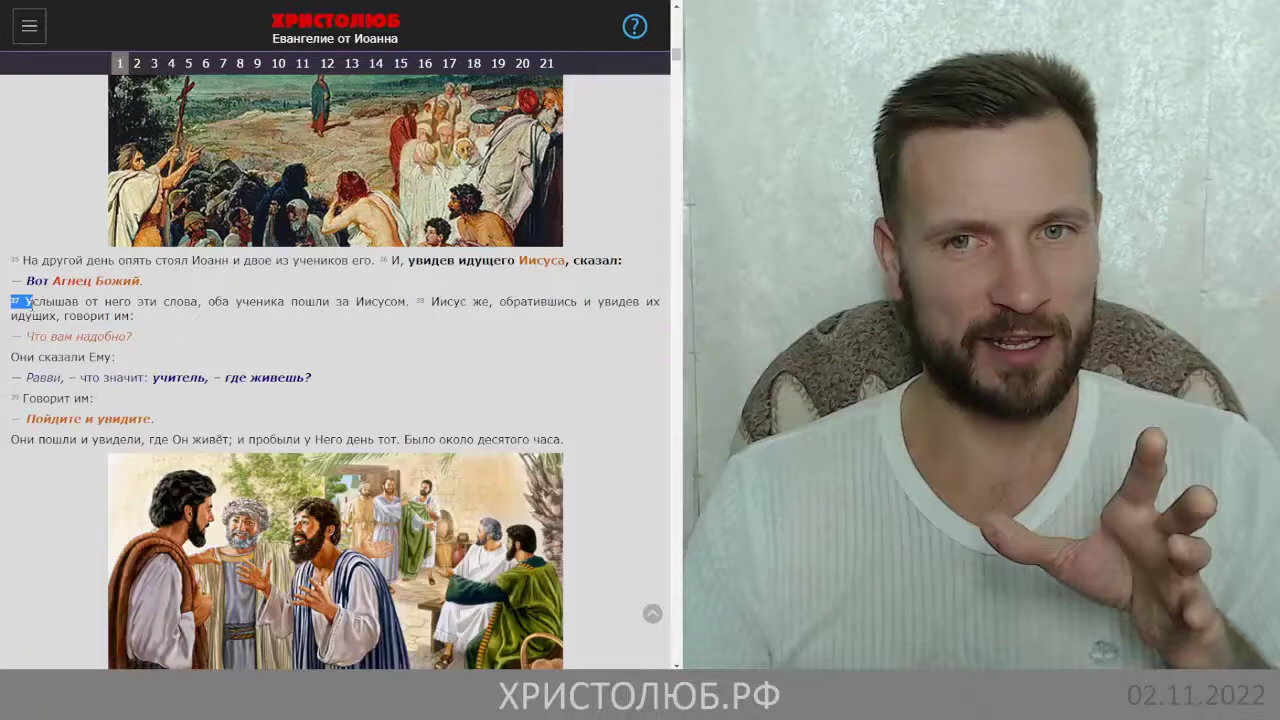 ХРИСТОЛЮБ
Евангелие от Иоанна
?
1 2 3 4 5 6 7 8 9 10 11 12 13 14 15 16 17 18 19 20 21
35 На другой день опять стоял Иоанн и двое из учеников его. 36 И, увидев идущего Иисуса, сказал:
— Вот Агнец Божий.
37 Услышав от него эти слова, оба ученика пошли за Иисусом. 38 Иисус же, обратившись и увидев их
идущих, говорит им:
— Что вам надобно?
Они сказали Ему:
— Равви, – что значит: учитель, – где живешь?
39 Говорит им:
— Пойдите и увидите.
Они пошли и увидели, где Он живёт; и пробыли у Него день тот. Было около десятого часа.
ХРИСТОЛЮБ.РФ
02.11.2022